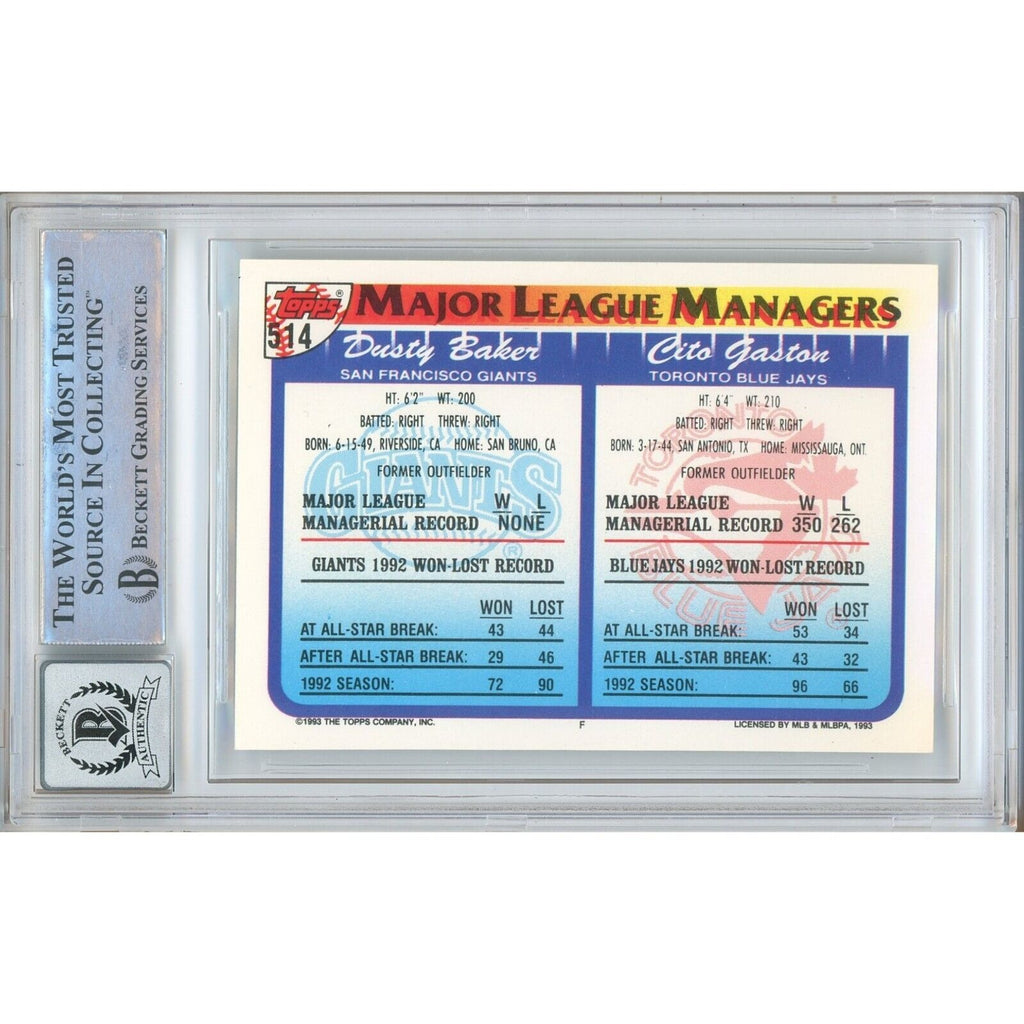 THE WORLD'S MOST TRUSTED
SOURCE IN COLLECTING™
BECKETT GRADING SERVICES
B
BECKETT
B
AUTHENTIC
topps®
514
MAJOR LEAGUE MANAGERS
Dusty Baker
SAN FRANCISCO GIANTS
HT: 6'2" WT: 200
BATTED: RIGHT THREW: RIGHT
BORN: 6-15-49, RIVERSIDE, CA HOME: SAN BRUNO, CA
FORMER OUTFIELDER
GIANTS
®
MAJOR LEAGUE W L
MANAGERIAL RECORD NONE
GIANTS 1992 WON-LOST RECORD
WON LOST
AT ALL-STAR BREAK: 43 44
AFTER ALL-STAR BREAK: 29 46
1992 SEASON: 72 90
Cito Gaston
TORONTO BLUE JAYS
HT: 6'4" WT: 210
BATTED: RIGHT THREW: RIGHT
BORN: 3-17-44, SAN ANTONIO, TX HOME: MISSISSAUGA, ONT.
FORMER OUTFIELDER
TORONTO
BLUE JAYS
MAJOR LEAGUE W L
MANAGERIAL RECORD 350 262
BLUE JAYS 1992 WON-LOST RECORD
WON LOST
AT ALL-STAR BREAK: 53 34
AFTER ALL-STAR BREAK: 43 32
1992 SEASON: 96 66
©1993 THE TOPPS COMPANY, INC.
F
LICENSED BY MLB & MLBPA, 1993